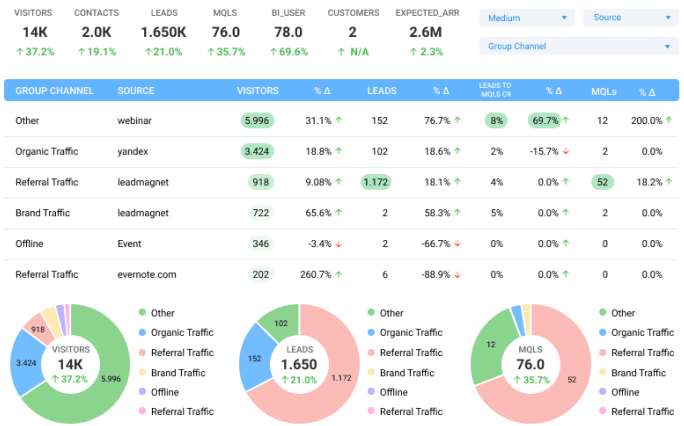 VISITORS CONTACTS LEADS MQLS BI_USER CUSTOMERS EXPECTED_ARR
14K 2.0K 1.650K 76.0 78.0 2 2.6M
↑37.2% ↑19.1% ↑21.0% ↑35.7% ↑69.6% ↑ N/A ↑ 2.3%
Medium Source
Group Channel
GROUP CHANNEL SOURCE VISITORS % Δ LEADS % Δ LEADS TO MQLS CR % Δ MQLs % Δ
Other webinar 5.996 31.1% ↑ 152 76.7% ↑ 8% 69.7% ↑ 12 200.0% ↑
Organic Traffic yandex 3.424 18.8% ↑ 102 18.6% ↑ 2% -15.7% ↓ 2 0.0%
Referral Traffic leadmagnet 918 9.08% ↑ 1.172 18.1% ↑ 4% 0.0% ↑ 52 18.2% ↑
Brand Traffic leadmagnet 722 65.6% ↑ 2 58.3% ↑ 5% 0.0% ↑ 2 0.0%
Offline Event 346 -3.4% ↓ 2 -66.7% ↓ 0% 0.0% ↑ 0 0.0%
Referral Traffic evernote.com 202 260.7% ↑ 6 -88.9% ↓ 0% 0.0% ↑ 0 0.0%
918
3.424
5.996
VISITORS
14K
↑ 37.2%
Other
Organic Traffic
Referral Traffic
Brand Traffic
Offline
Referral Traffic
102
152
1.172
LEADS
1.650
↑ 21.0%
Other
Organic Traffic
Referral Traffic
Brand Traffic
Offline
Referral Traffic
12
52
MQLS
76.0
↑ 35.7%
Other
Organic Traffic
Referral Traffic
Brand Traffic
Offline
Referral Traffic